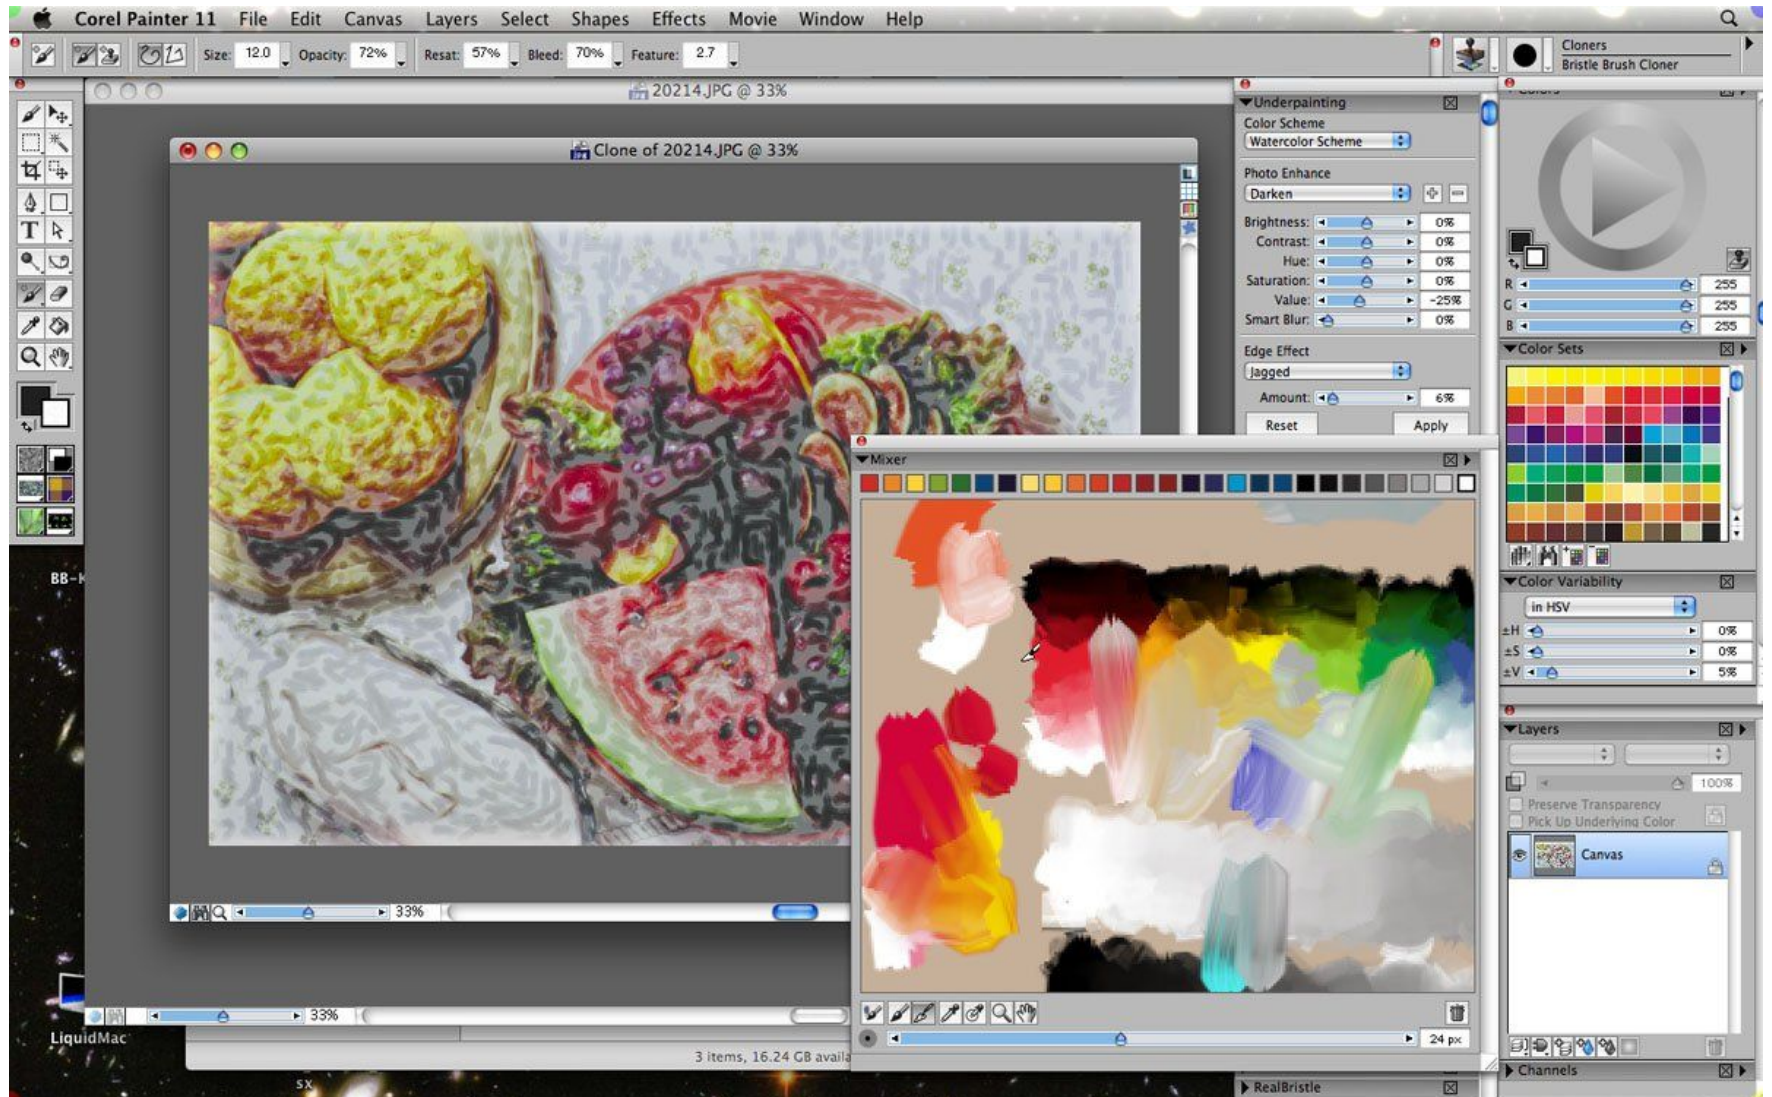 Corel Painter 11 File Edit Canvas Layers Select Shapes Effects Movie Window Help
Size: 12.0 Opacity: 72% Resat: 57% Bleed: 70% Feature: 2.7
Cloners
Bristle Brush Cloner
20214.JPG @ 33%
Clone of 20214.JPG @ 33%
T
33%
33%
LiquidMac
3 items, 16.24 GB availa
sx
Underpainting
Color Scheme
Watercolor Scheme
Photo Enhance
Darken
Brightness: 0%
Contrast: 0%
Hue: 0%
Saturation: 0%
Value: -25%
Smart Blur: 0%
Edge Effect
Jagged
Amount: 6%
Reset Apply
Mixer
24 px
RealBristle
Colors
R 255
G 255
B 255
Color Sets
Color Variability
in HSV
±H 0%
±S 0%
±V 5%
Layers
100%
Preserve Transparency
Pick Up Underlying Color
Canvas
Channels